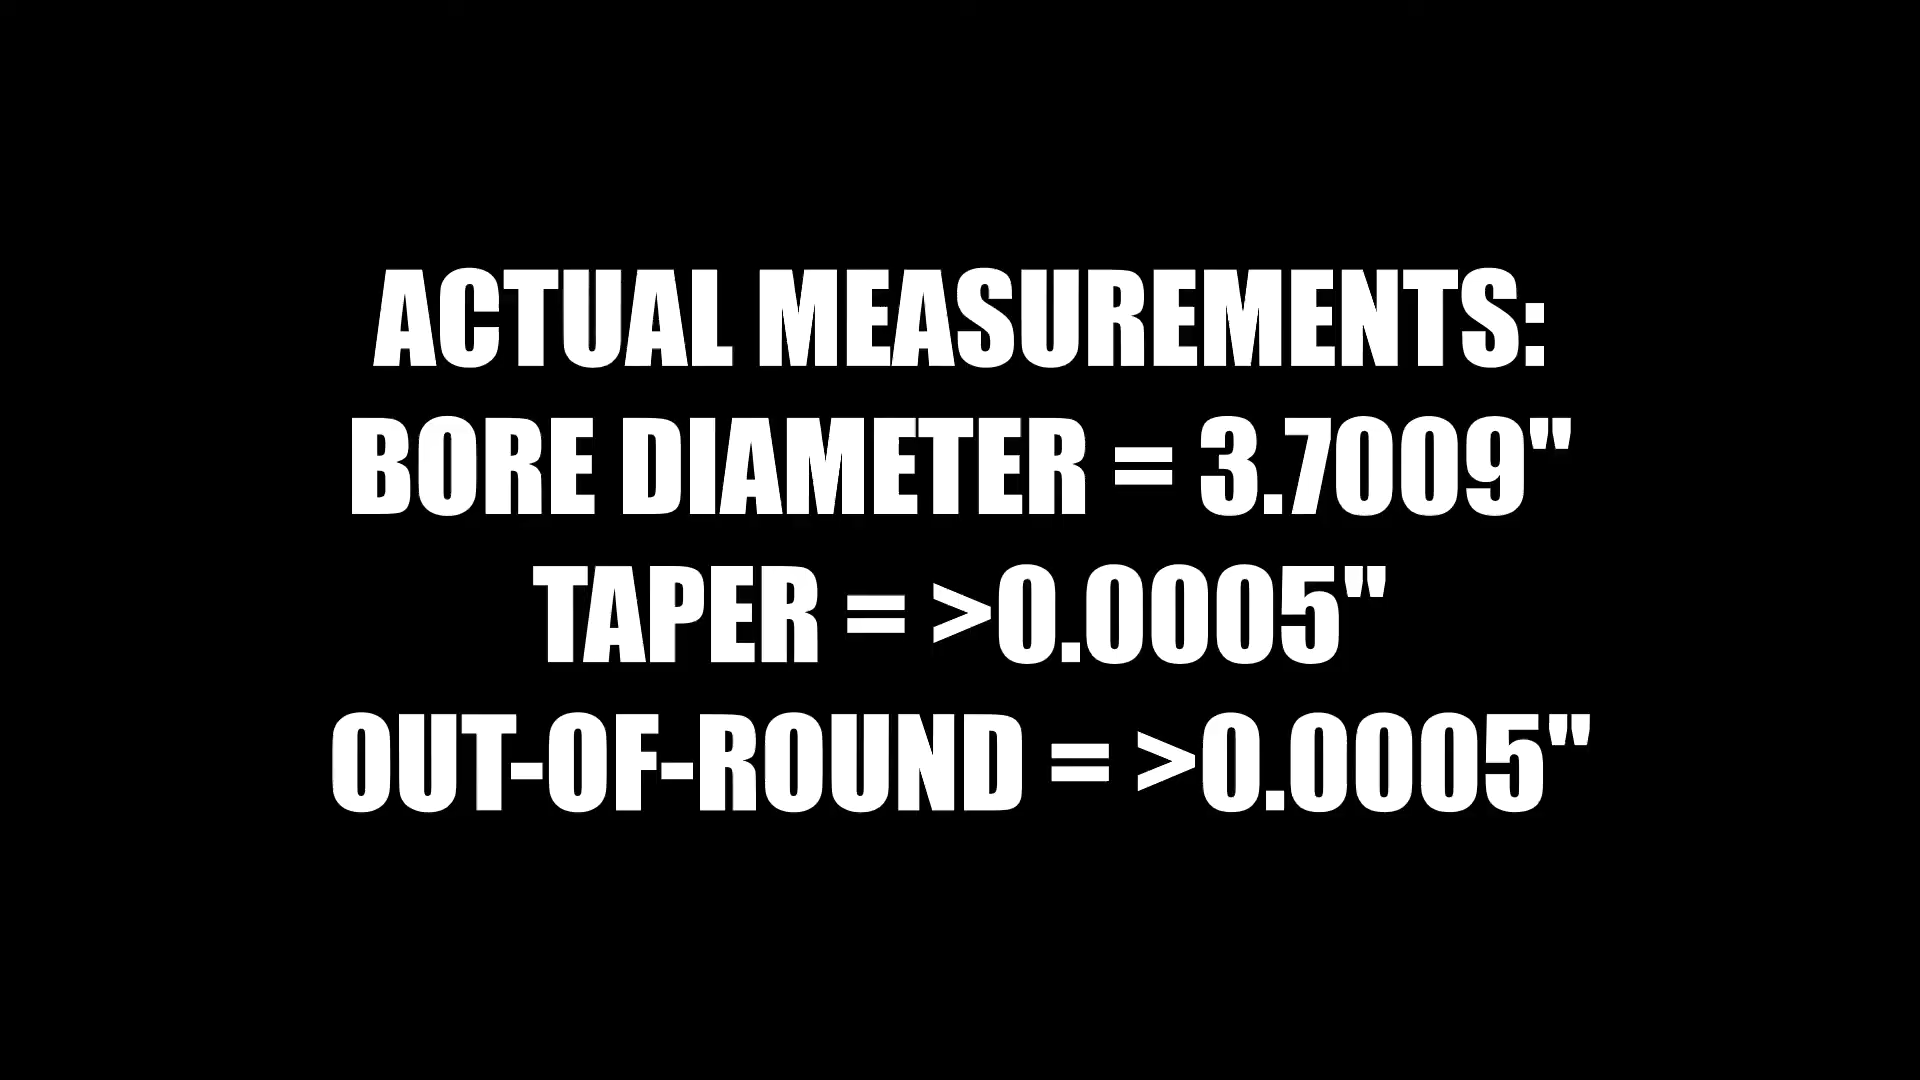 ACTUAL MEASUREMENTS:
BORE DIAMETER = 3.7009"
TAPER = >0.0005"
OUT-OF-ROUND = >0.0005"